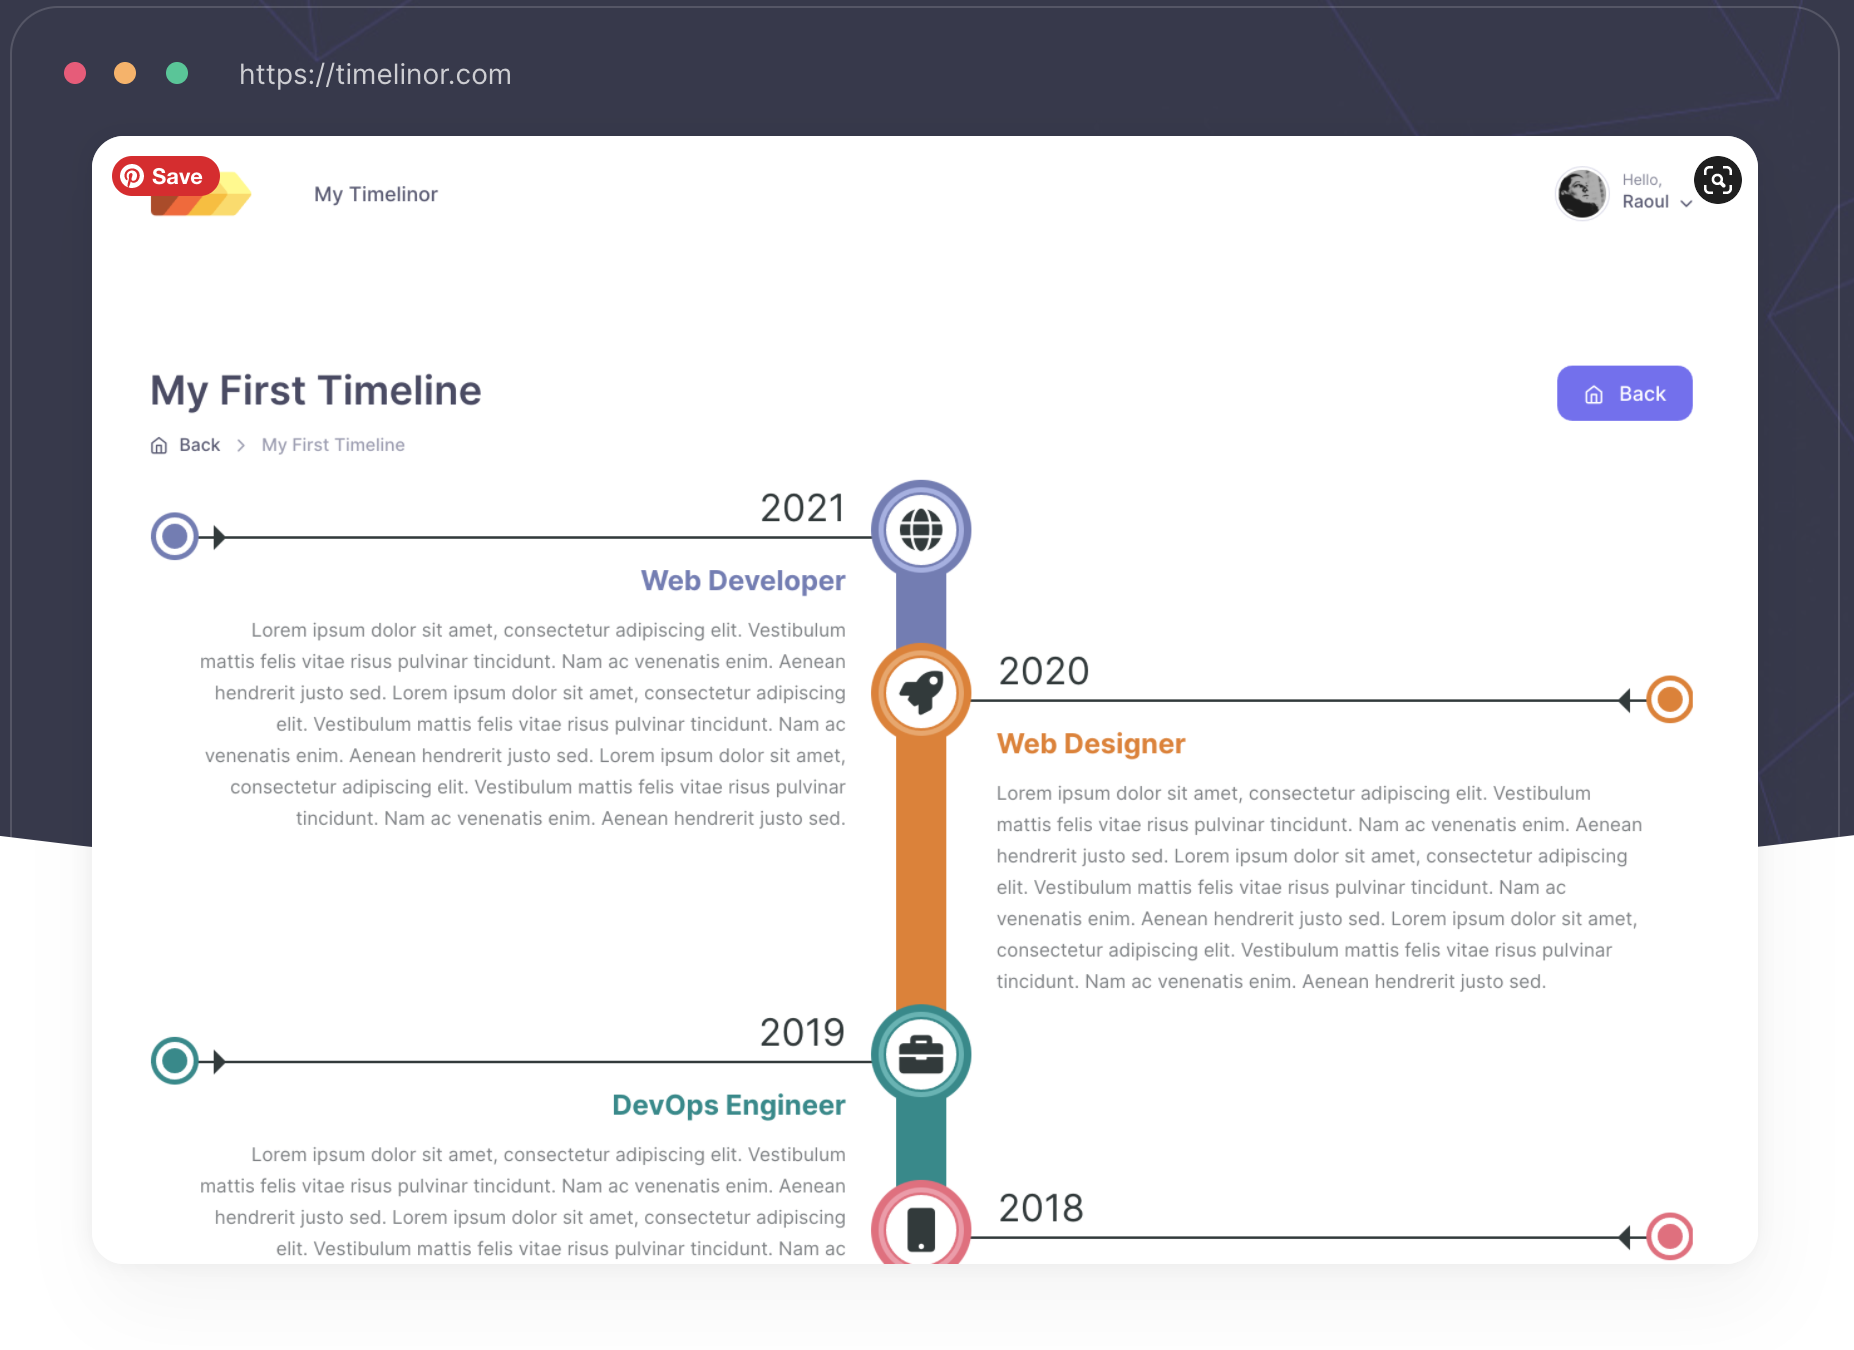 https://timelinor.com
Save
My Timelinor
Hello,
Raoul
My First Timeline
Back
Back
My First Timeline
2021
Web Developer
Lorem ipsum dolor sit amet, consectetur adipiscing elit. Vestibulum
mattis felis vitae risus pulvinar tincidunt. Nam ac venenatis enim. Aenean
hendrerit justo sed. Lorem ipsum dolor sit amet, consectetur adipiscing
elit. Vestibulum mattis felis vitae risus pulvinar tincidunt. Nam ac
venenatis enim. Aenean hendrerit justo sed. Lorem ipsum dolor sit amet,
consectetur adipiscing elit. Vestibulum mattis felis vitae risus pulvinar
tincidunt. Nam ac venenatis enim. Aenean hendrerit justo sed.
2020
Web Designer
Lorem ipsum dolor sit amet, consectetur adipiscing elit. Vestibulum
mattis felis vitae risus pulvinar tincidunt. Nam ac venenatis enim. Aenean
hendrerit justo sed. Lorem ipsum dolor sit amet, consectetur adipiscing
elit. Vestibulum mattis felis vitae risus pulvinar tincidunt. Nam ac
venenatis enim. Aenean hendrerit justo sed. Lorem ipsum dolor sit amet,
consectetur adipiscing elit. Vestibulum mattis felis vitae risus pulvinar
tincidunt. Nam ac venenatis enim. Aenean hendrerit justo sed.
2019
DevOps Engineer
Lorem ipsum dolor sit amet, consectetur adipiscing elit. Vestibulum
mattis felis vitae risus pulvinar tincidunt. Nam ac venenatis enim. Aenean
hendrerit justo sed. Lorem ipsum dolor sit amet, consectetur adipiscing
elit. Vestibulum mattis felis vitae risus pulvinar tincidunt. Nam ac
2018